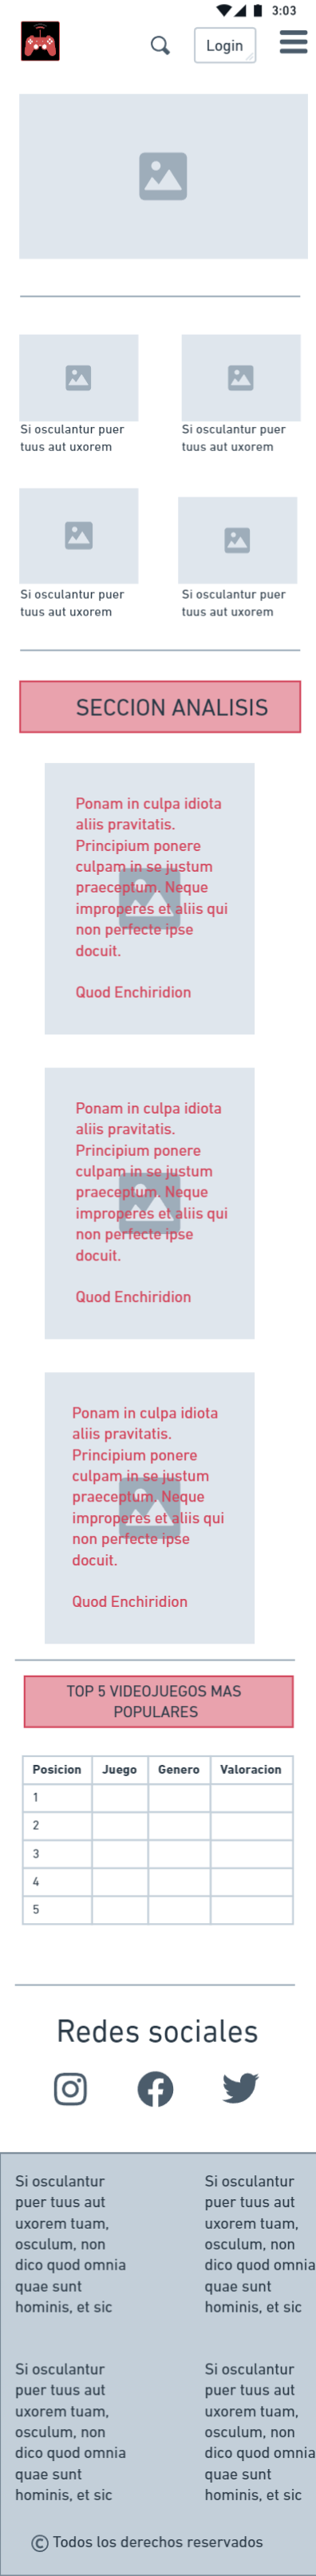 3:03
Login
Si osculantur puer
tuus aut uxorem
Si osculantur puer
tuus aut uxorem
Si osculantur puer
tuus aut uxorem
Si osculantur puer
tuus aut uxorem
SECCION ANALISIS
Ponam in culpa idiota
aliis pravitatis.
Principium ponere
culpam in se justum
praeceptum. Neque
improperes et aliis qui
non perfecte ipse
docuit.
Quod Enchiridion
Ponam in culpa idiota
aliis pravitatis.
Principium ponere
culpam in se justum
praeceptum. Neque
improperes et aliis qui
non perfecte ipse
docuit.
Quod Enchiridion
Ponam in culpa idiota
aliis pravitatis.
Principium ponere
culpam in se justum
praeceptum. Neque
improperes et aliis qui
non perfecte ipse
docuit.
Quod Enchiridion
TOP 5 VIDEOJUEGOS MAS
POPULARES
Posicion Juego Genero Valoracion
1
2
3
4
5
Redes sociales
Si osculantur
puer tuus aut
uxorem tuam,
osculum, non
dico quod omnia
quae sunt
hominis, et sic
Si osculantur
puer tuus aut
uxorem tuam,
osculum, non
dico quod omnia
quae sunt
hominis, et sic
Si osculantur
puer tuus aut
uxorem tuam,
osculum, non
dico quod omnia
quae sunt
hominis, et sic
Si osculantur
puer tuus aut
uxorem tuam,
osculum, non
dico quod omnia
quae sunt
hominis, et sic
© Todos los derechos reservados